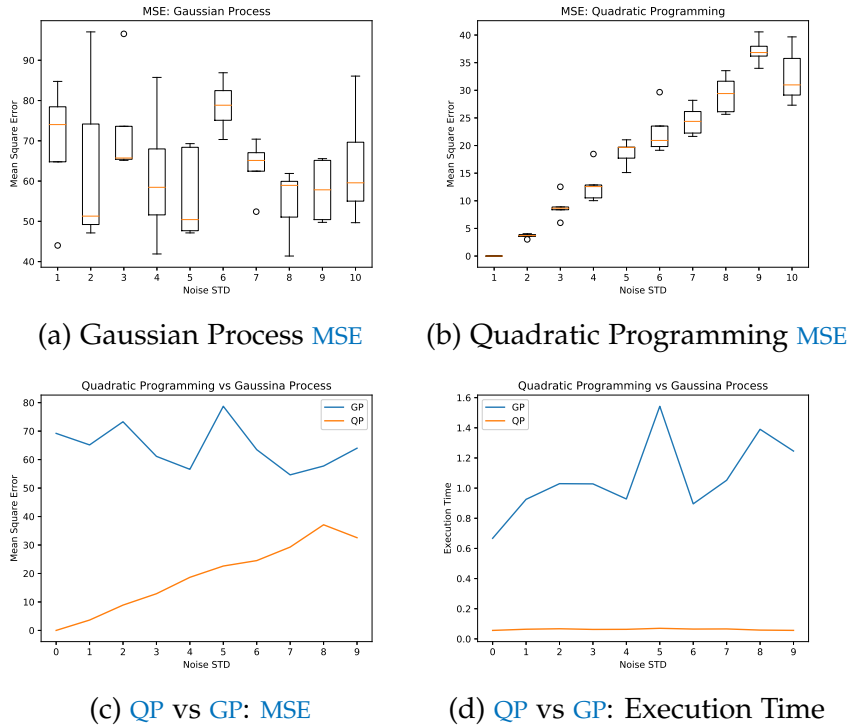 MSE: Gaussian Process
Mean Square Error
90
80
70
60
50
40
1 2 3 4 5 6 7 8 9 10
Noise STD
(a) Gaussian Process MSE
MSE: Quadratic Programming
Mean Square Error
40
35
30
25
20
15
10
5
0
1 2 3 4 5 6 7 8 9 10
Noise STD
(b) Quadratic Programming MSE
Quadratic Programming vs Gaussina Process
GP
QP
Mean Square Error
80
70
60
50
40
30
20
10
0
0 1 2 3 4 5 6 7 8 9
Noise STD
(c) QP vs GP: MSE
Quadratic Programming vs Gaussina Process
GP
QP
Execution Time
1.6
1.4
1.2
1.0
0.8
0.6
0.4
0.2
0.0
0 1 2 3 4 5 6 7 8 9
Noise STD
(d) QP vs GP: Execution Time